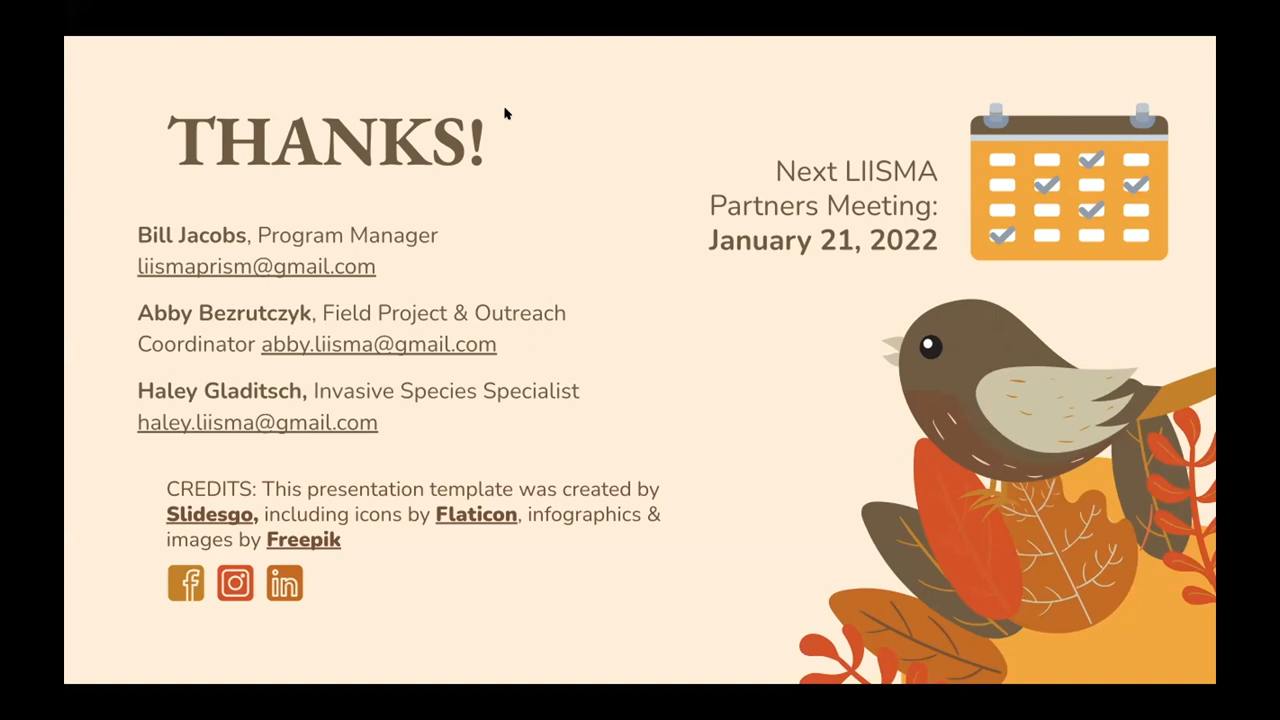 THANKS!
Bill Jacobs, Program Manager
liismaprism@gmail.com
Abby Bezrutczyk, Field Project & Outreach
Coordinator abby.liisma@gmail.com
Haley Gladitsch, Invasive Species Specialist
haley.liisma@gmail.com
CREDITS: This presentation template was created by
Slidesgo, including icons by Flaticon, infographics &
images by Freepik
Next LIISMA
Partners Meeting:
January 21, 2022